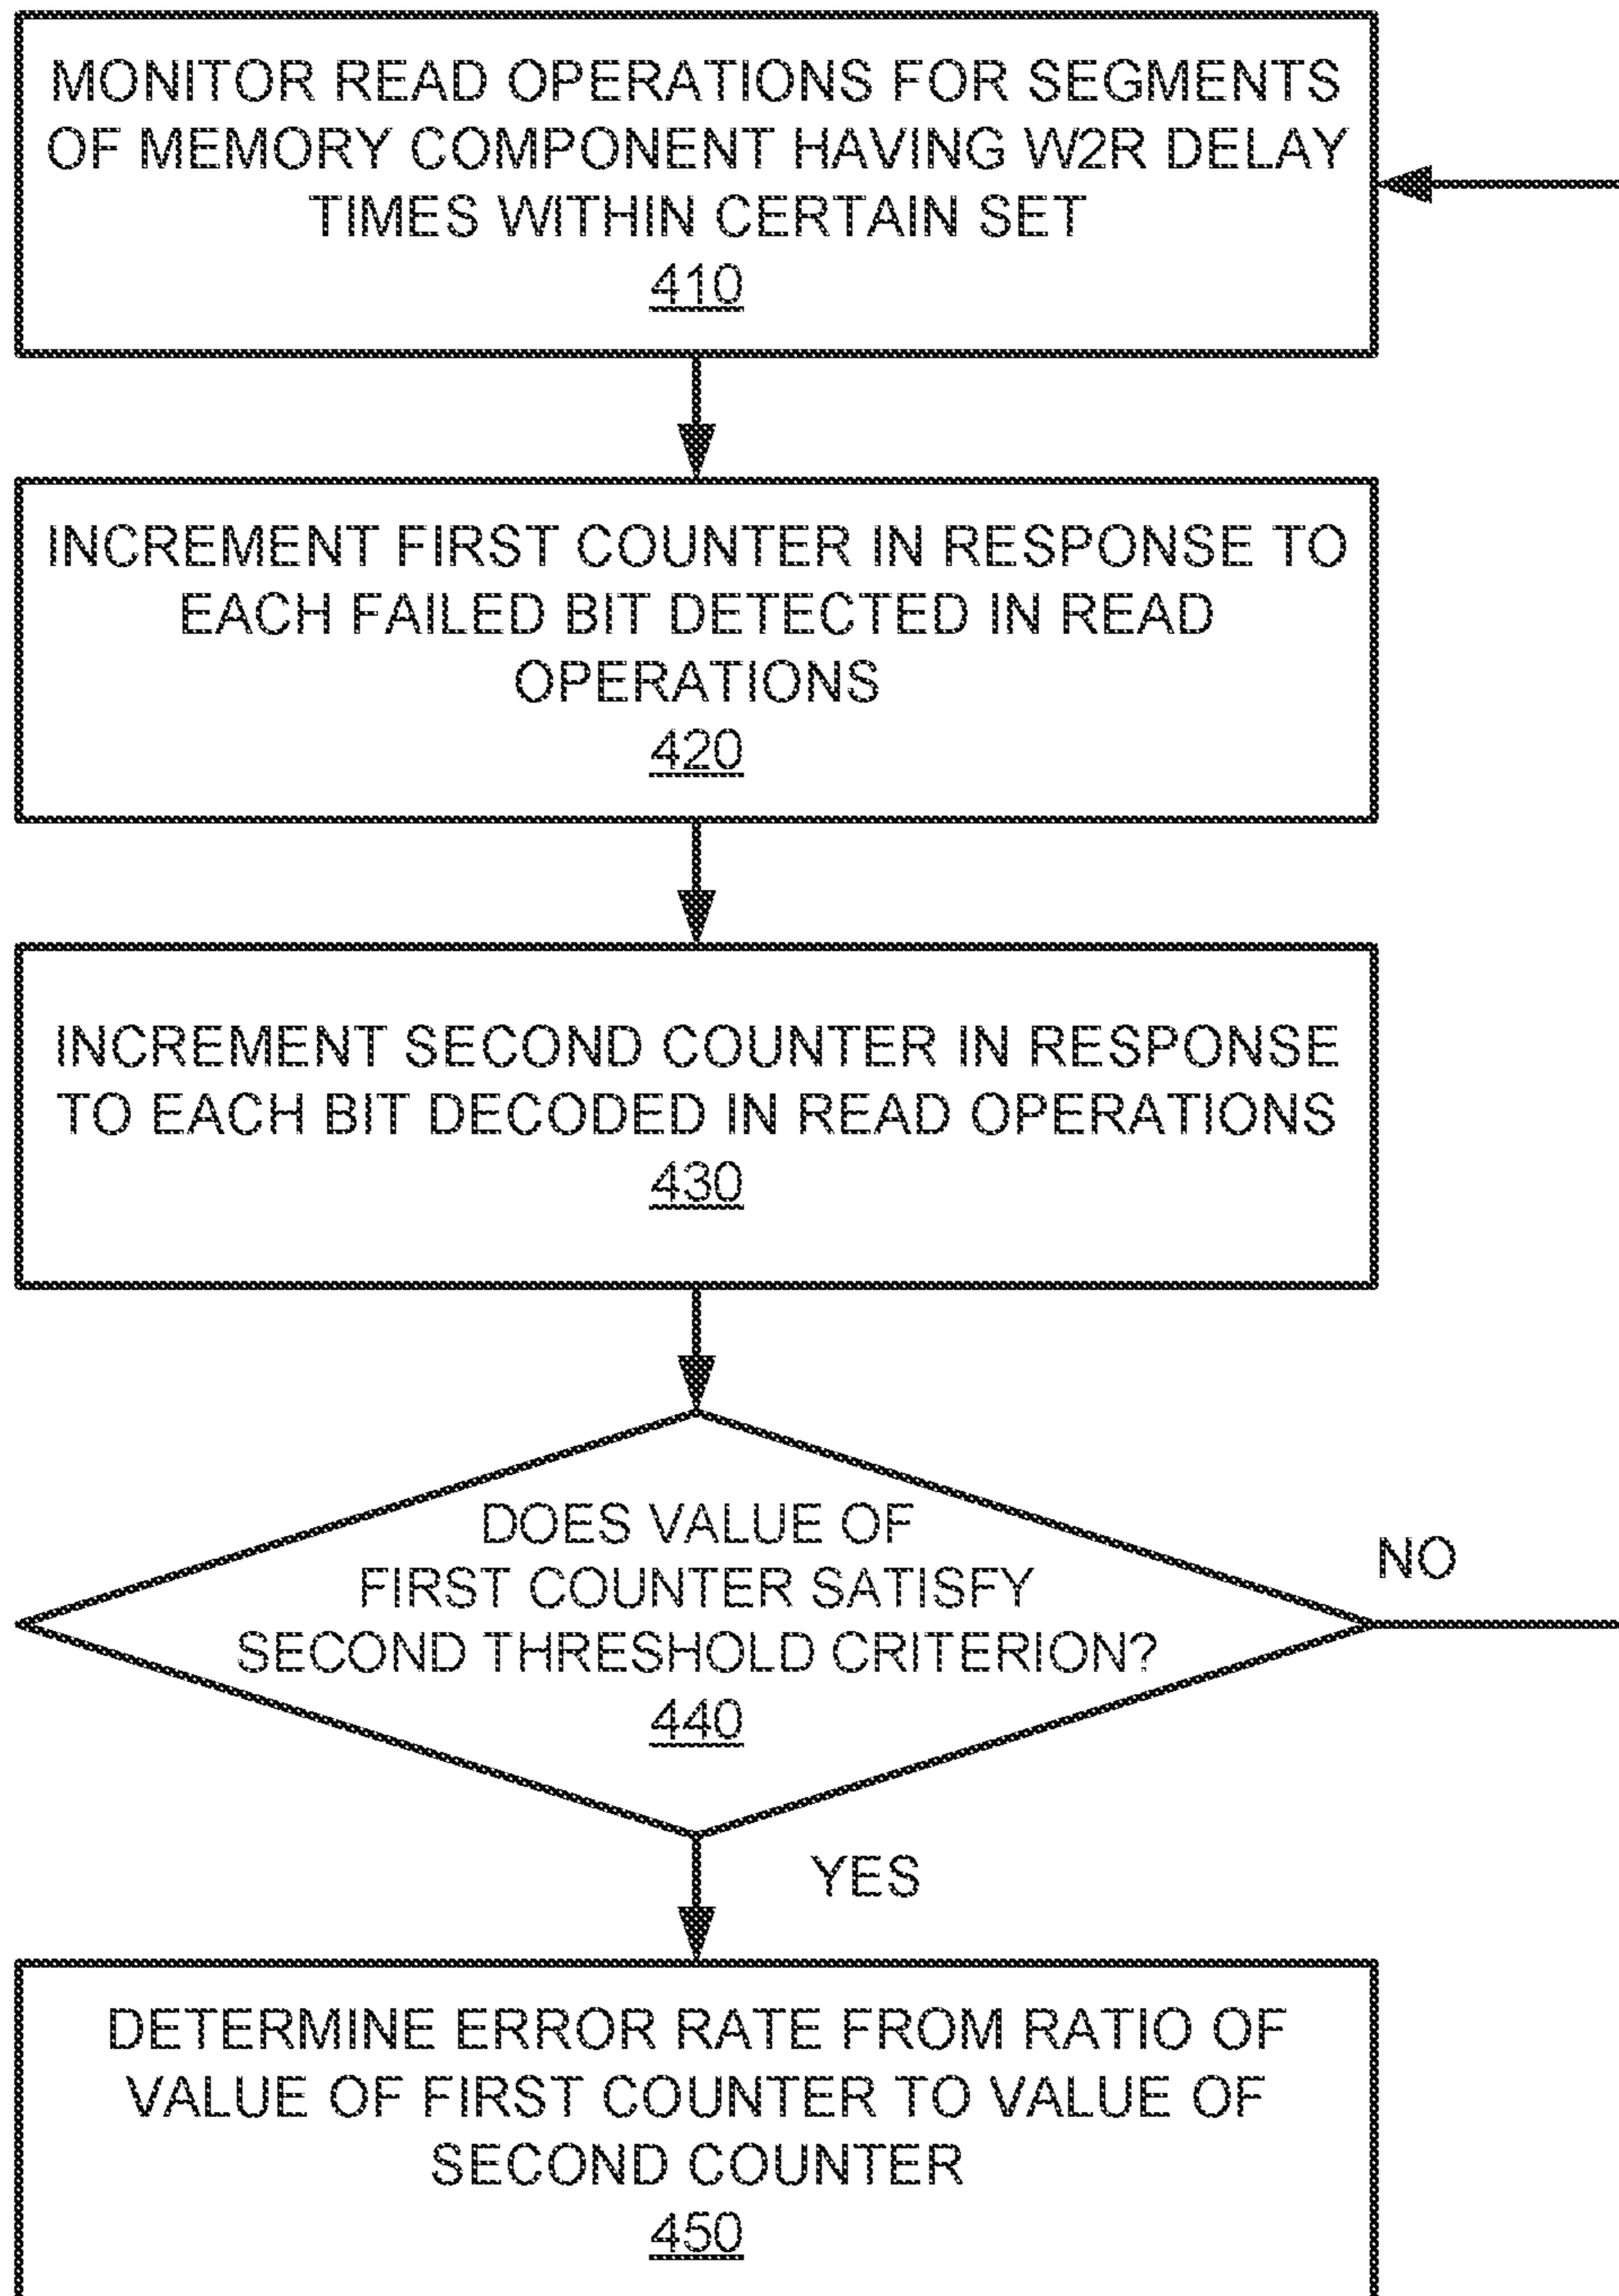 MONITOR READ OPERATIONS FOR SEGMENTS
OF MEMORY COMPONENT HAVING W2R DELAY
TIMES WITHIN CERTAIN SET
410
INCREMENT FIRST COUNTER IN RESPONSE TO
EACH FAILED BIT DETECTED IN READ
OPERATIONS
420
INCREMENT SECOND COUNTER IN RESPONSE
TO EACH BIT DECODED IN READ OPERATIONS
430
DOES VALUE OF
FIRST COUNTER SATISFY
SECOND THRESHOLD CRITERION?
440
NO
YES
DETERMINE ERROR RATE FROM RATIO OF
VALUE OF FIRST COUNTER TO VALUE OF
SECOND COUNTER
450